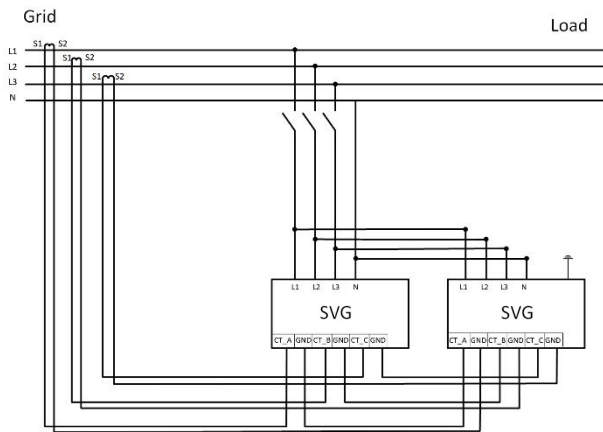 Grid
Load
S1 S2
L1
S1 S2
L2
S1 S2
L3
N
L1 L2 L3 N
L1 L2 L3 N
SVG
SVG
CT_A GND CT_B GND CT_C GND
CT_A GND CT_B GND CT_C GND